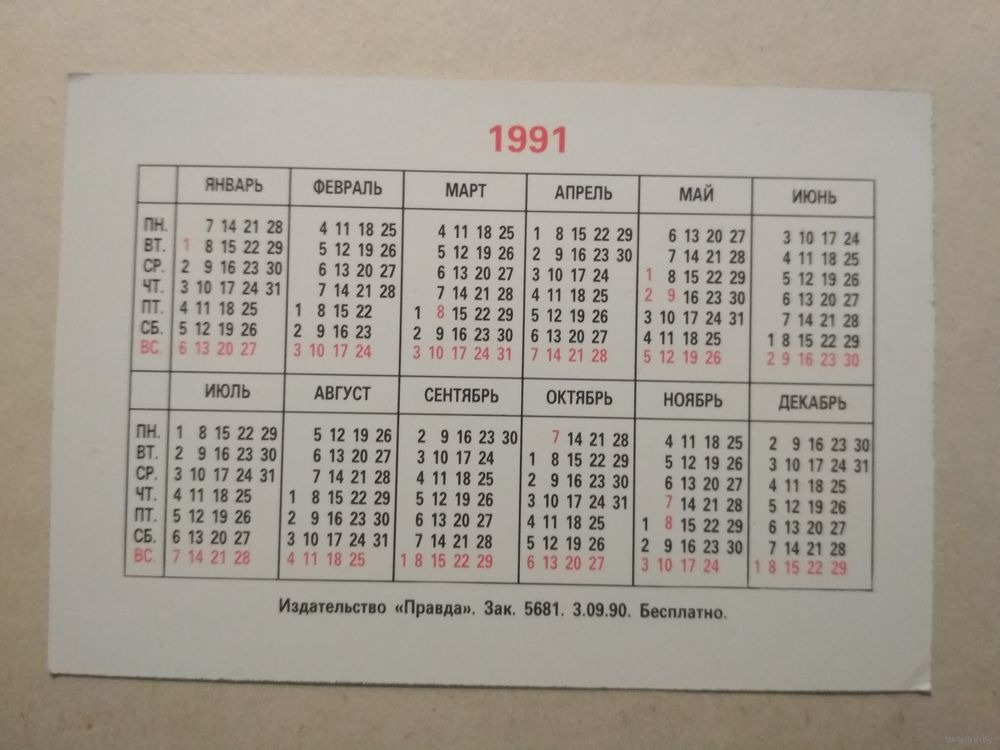 1991
ЯНВАРЬ ФЕВРАЛЬ МАРТ АПРЕЛЬ МАЙ ИЮНЬ
ПН. 7 14 21 28 4 11 18 25 4 11 18 25 1 8 15 22 29 6 13 20 27 3 10 17 24
ВТ. 1 8 15 22 29 5 12 19 26 5 12 19 26 2 9 16 23 30 7 14 21 28 4 11 18 25
СР. 2 9 16 23 30 6 13 20 27 6 13 20 27 3 10 17 24 1 8 15 22 29 5 12 19 26
ЧТ. 3 10 17 24 31 7 14 21 28 7 14 21 28 4 11 18 25 2 9 16 23 30 6 13 20 27
ПТ. 4 11 18 25 1 8 15 22 1 8 15 22 29 5 12 19 26 3 10 17 24 31 7 14 21 28
СБ. 5 12 19 26 2 9 16 23 2 9 16 23 30 6 13 20 27 4 11 18 25 1 8 15 22 29
ВС. 6 13 20 27 3 10 17 24 3 10 17 24 31 7 14 21 28 5 12 19 26 2 9 16 23 30
ИЮЛЬ АВГУСТ СЕНТЯБРЬ ОКТЯБРЬ НОЯБРЬ ДЕКАБРЬ
ПН. 1 8 15 22 29 5 12 19 26 2 9 16 23 30 7 14 21 28 4 11 18 25 2 9 16 23 30
ВТ. 2 9 16 23 30 6 13 20 27 3 10 17 24 1 8 15 22 29 5 12 19 26 3 10 17 24 31
СР. 3 10 17 24 31 7 14 21 28 4 11 18 25 2 9 16 23 30 6 13 20 27 4 11 18 25
ЧТ. 4 11 18 25 1 8 15 22 29 5 12 19 26 3 10 17 24 31 7 14 21 28 5 12 19 26
ПТ. 5 12 19 26 2 9 16 23 30 6 13 20 27 4 11 18 25 1 8 15 22 29 6 13 20 27
СБ. 6 13 20 27 3 10 17 24 31 7 14 21 28 5 12 19 26 2 9 16 23 30 7 14 21 28
ВС. 7 14 21 28 4 11 18 25 1 8 15 22 29 6 13 20 27 3 10 17 24 1 8 15 22 29
Издательство «Правда». Зак. 5681. 3.09.90. Бесплатно.